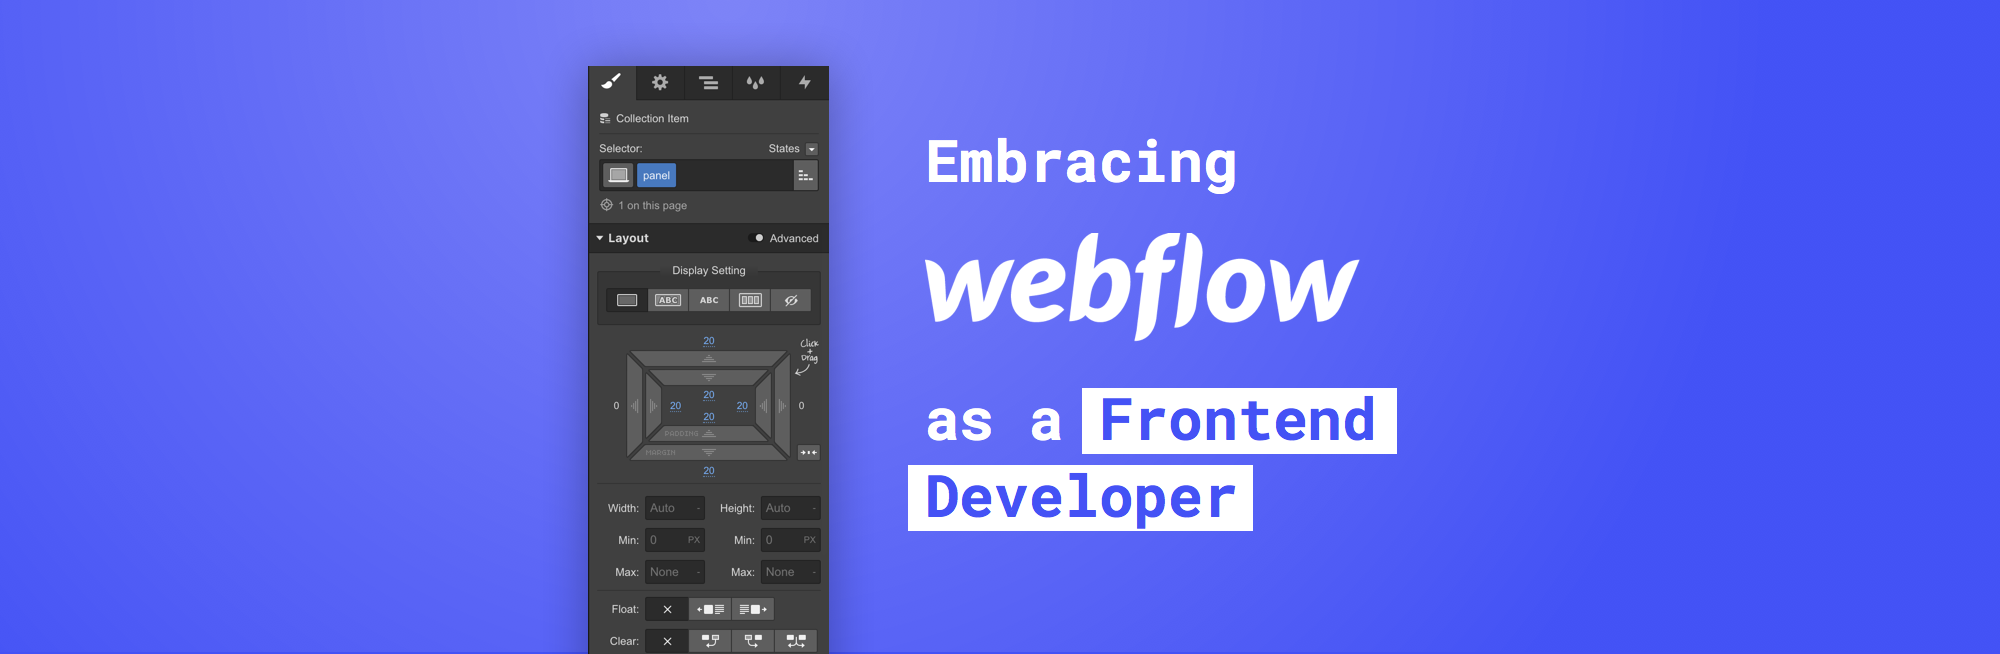 Collection Item
Selector: States
panel
1 on this page
Layout Advanced
Display Setting
ABC ABC
20
Click
+
Drag
20
0 20 20 0
20
PADDING
MARGIN
20
Width: Auto - Height: Auto -
Min: 0 PX Min: 0 PX
Max: None - Max: None -
Float:
Clear:
Embracing
webflow
as a Frontend
Developer